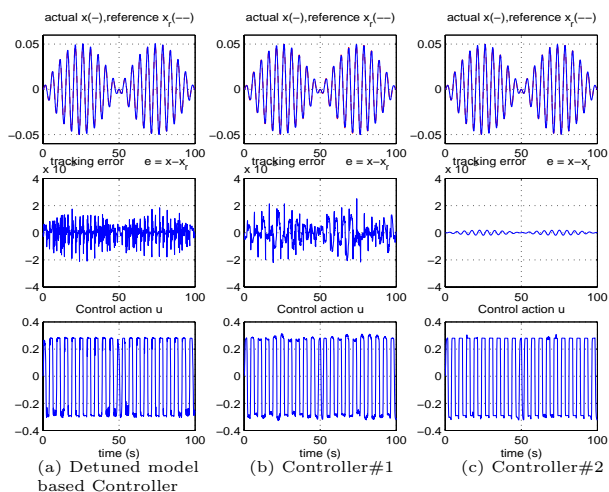 actual x(−),reference x_r(−−) actual x(−),reference x_r(−−) actual x(−),reference x_r(−−)
0.05 0.05 0.05
0 0 0
−0.05 −0.05 −0.05
0 50 100 0 50 100 0 50 100
tracking error e = x−x_r tracking error e = x−x_r tracking error e = x−x_r
x 10 x 10 x 10
4 4 4
2 2 2
0 0 0
−2 −2 −2
−4 −4 −4
0 50 100 0 50 100 0 50 100
Control action u Control action u Control action u
0.4 0.4 0.4
0.2 0.2 0.2
0 0 0
−0.2 −0.2 −0.2
−0.4 −0.4 −0.4
0 50 100 0 50 100 0 50 100
time (s) time (s) time (s)
(a) Detuned model based Controller
(b) Controller#1
(c) Controller#2